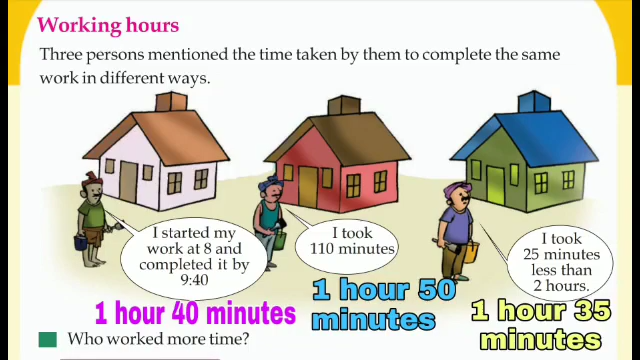 Working hours
Three persons mentioned the time taken by them to complete the same
work in different ways.
I started my
work at 8 and
completed it by
9:40
I took
110 minutes
I took
25 minutes
less than
2 hours.
1 hour 40 minutes
1 hour 50
minutes
1 hour 35
minutes
Who worked more time?